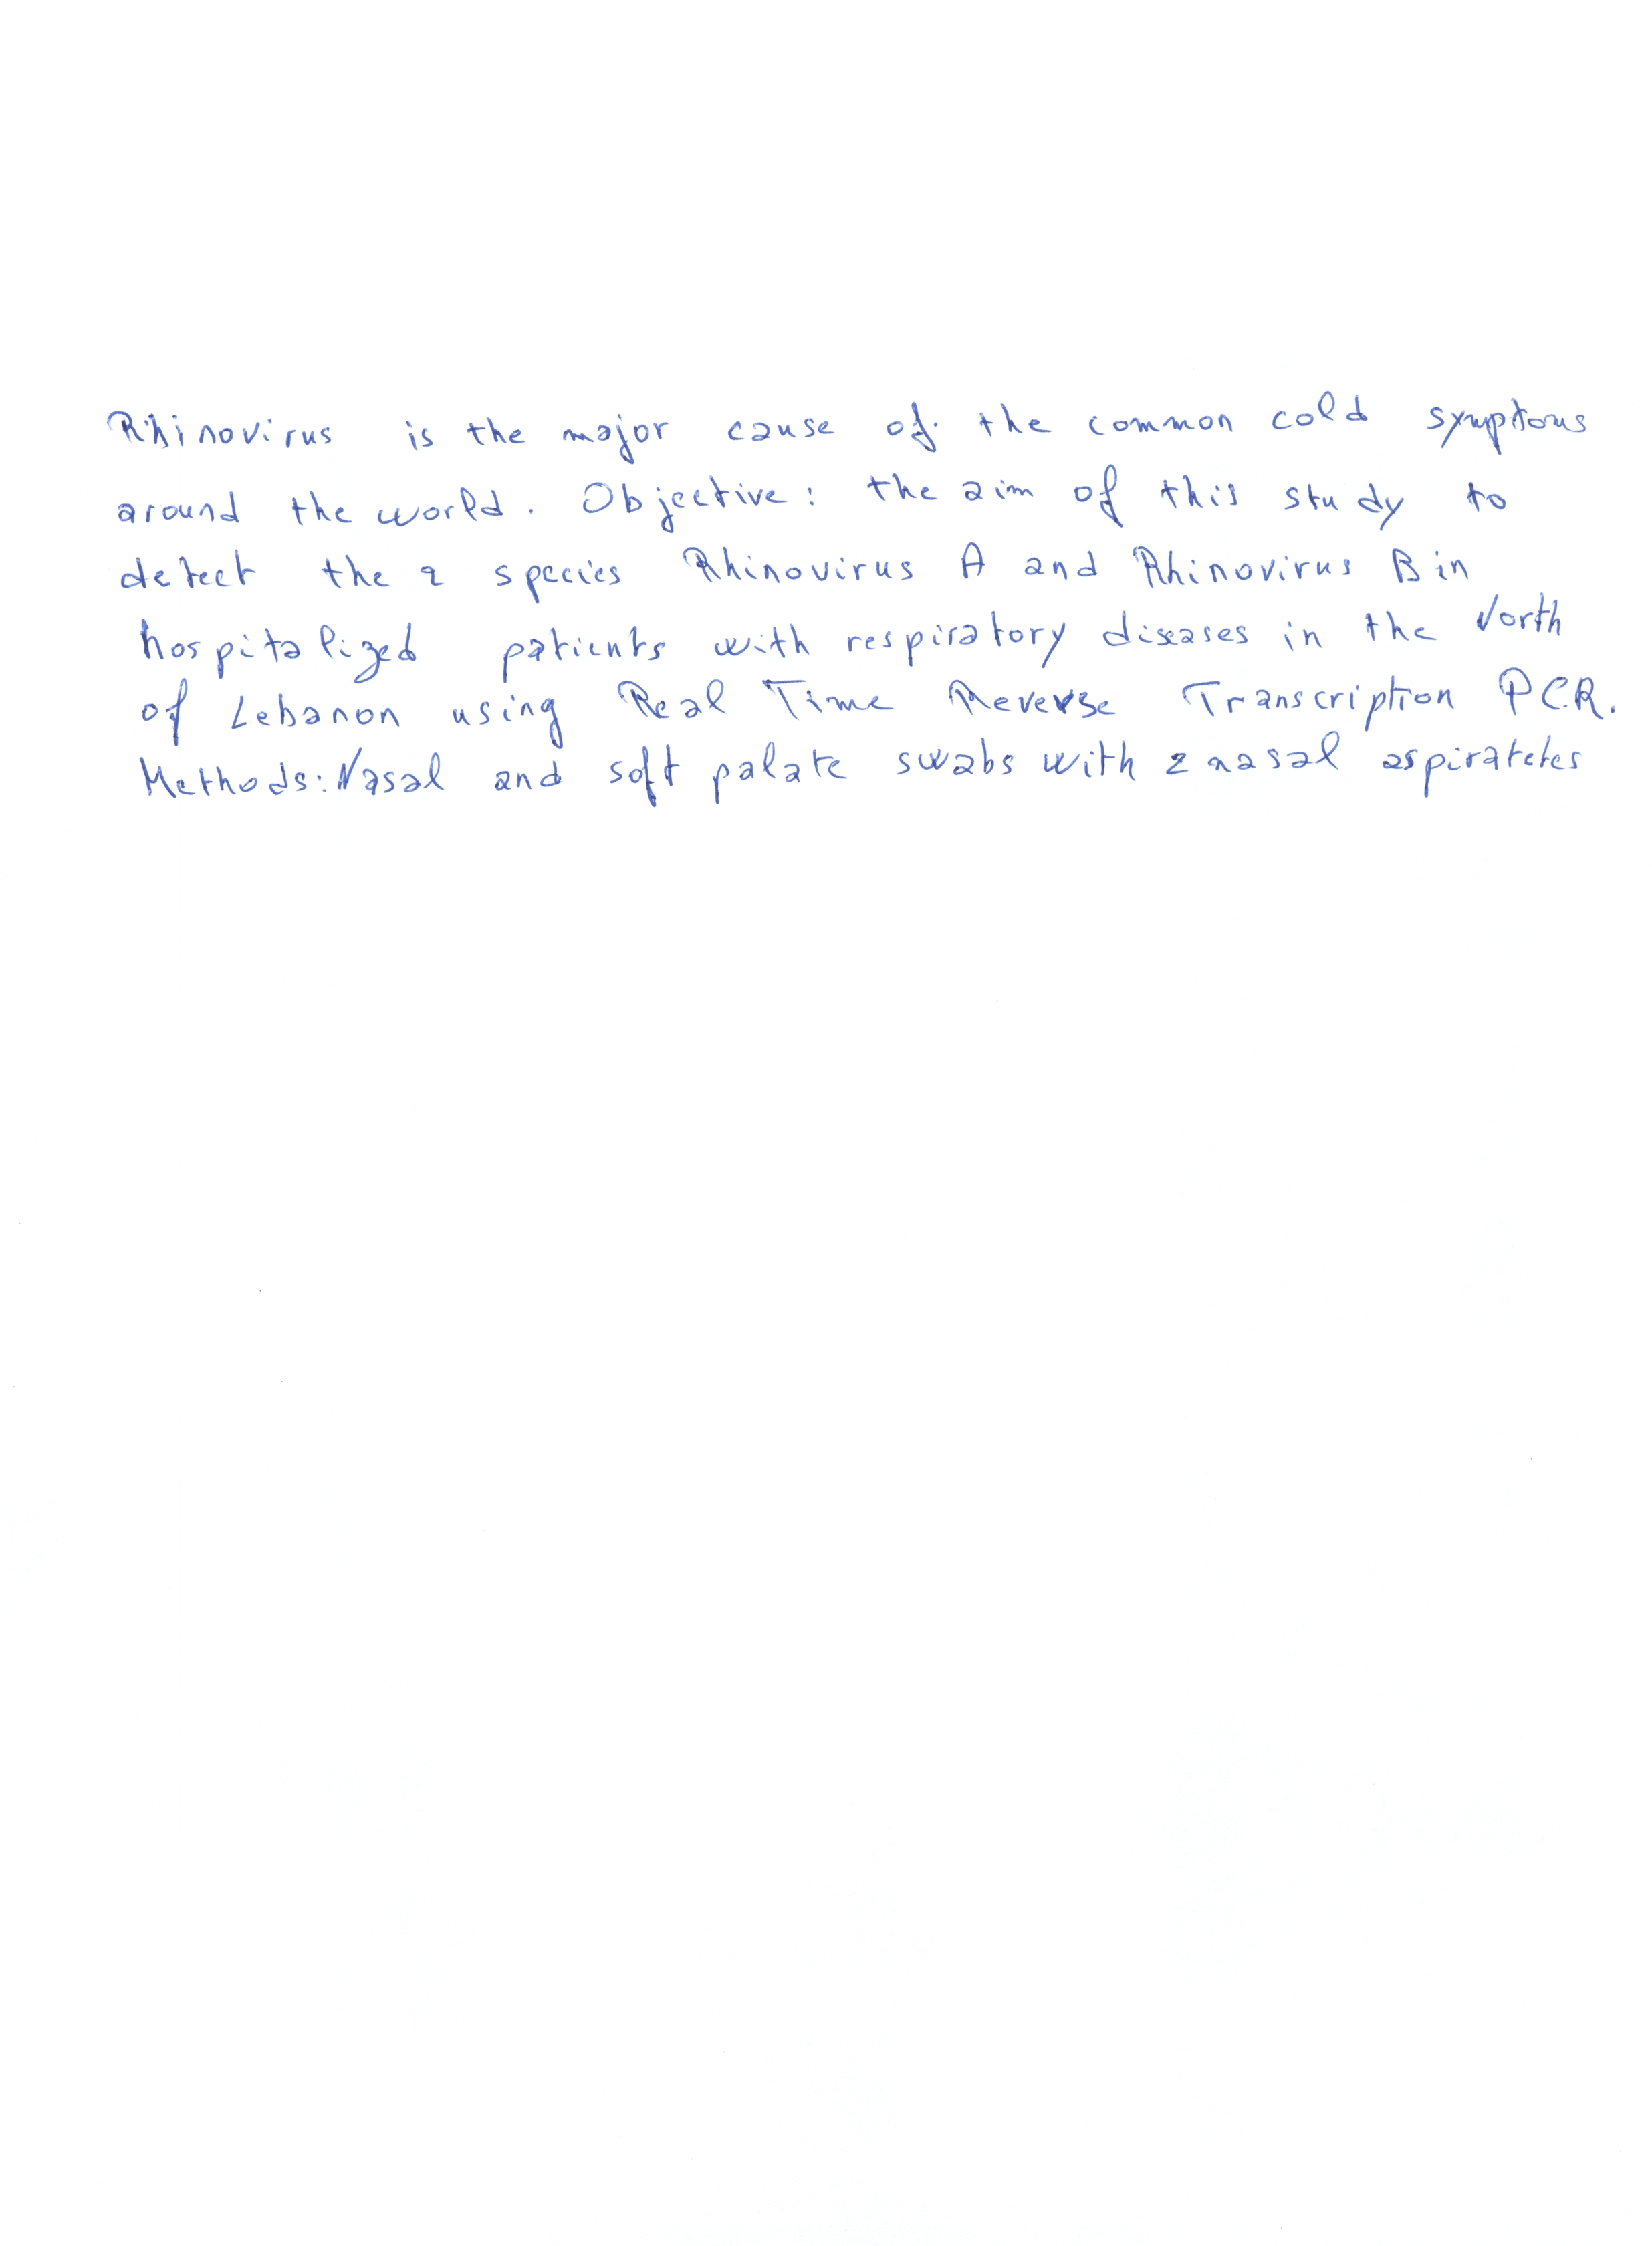 Rhinovirus is the major cause of the common cold symptoms
around the world. Objective: the aim of this study to
detect the 2 species Rhinovirus A and Rhinovirus B in
hospitalized patients with respiratory diseases in the North
of Lebanon using Real Time Reverse Transcription PCR.
Methods: Nasal and soft palate swabs with 2 nasal aspiratetes